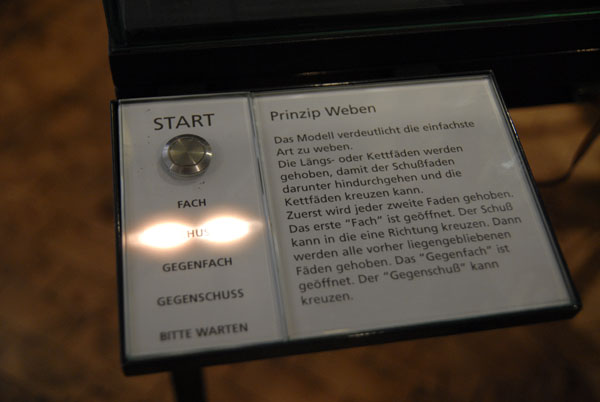 START
FACH
GEGENFACH
GEGENSCHUSS
BITTE WARTEN
Prinzip Weben
Das Modell verdeutlicht die einfachste
Art zu weben.
Die Längs- oder Kettfäden werden
gehoben, damit der Schußfaden
darunter hindurchgehen und die
Kettfäden kreuzen kann.
Zuerst wird jeder zweite Faden gehoben.
Das erste "Fach" ist geöffnet. Der Schuß
kann in die eine Richtung kreuzen. Dann
werden alle vorher liegengebliebenen
Fäden gehoben. Das "Gegenfach" ist
geöffnet. Der "Gegenschuß" kann
kreuzen.